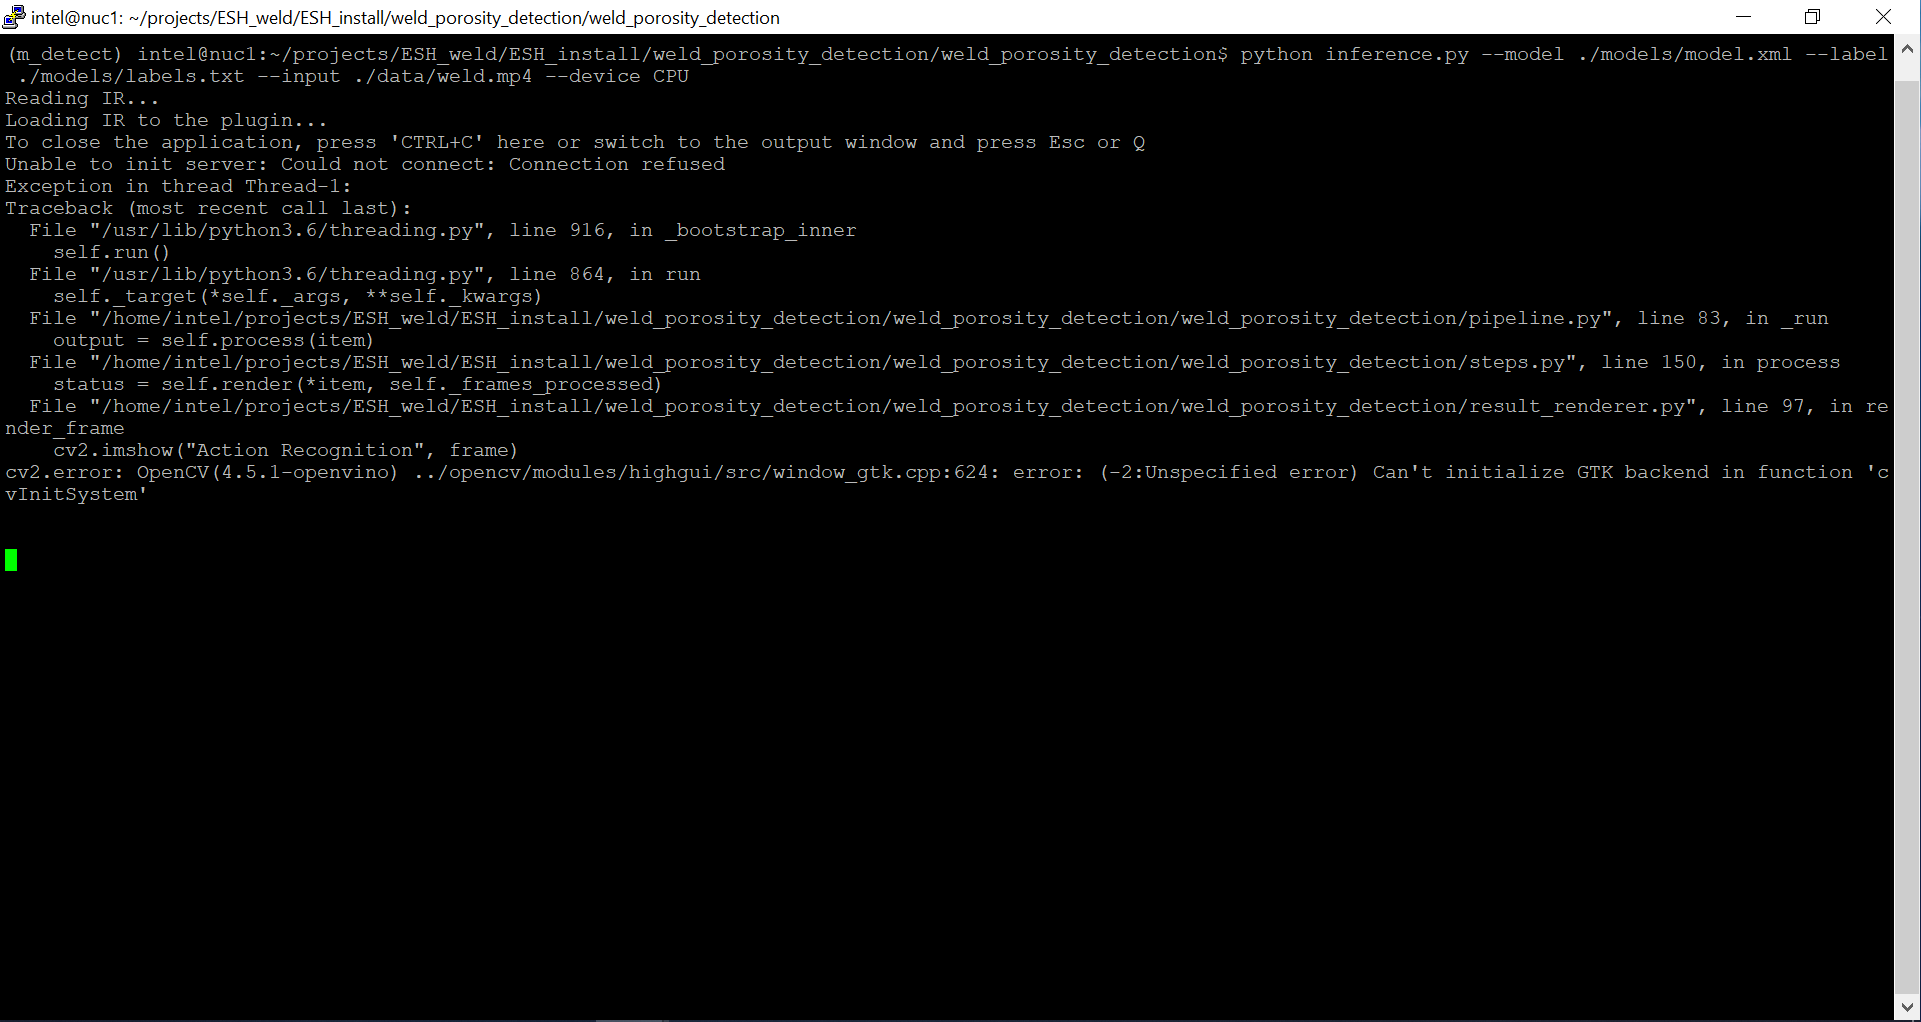 intel@nuc1: ~/projects/ESH_weld/ESH_install/weld_porosity_detection/weld_porosity_detection
(m_detect) intel@nuc1:~/projects/ESH_weld/ESH_install/weld_porosity_detection/weld_porosity_detection$ python inference.py --model ./models/model.xml --label
./models/labels.txt --input ./data/weld.mp4 --device CPU
Reading IR...
Loading IR to the plugin...
To close the application, press 'CTRL+C' here or switch to the output window and press Esc or Q
Unable to init server: Could not connect: Connection refused
Exception in thread Thread-1:
Traceback (most recent call last):
  File "/usr/lib/python3.6/threading.py", line 916, in _bootstrap_inner
    self.run()
  File "/usr/lib/python3.6/threading.py", line 864, in run
    self._target(*self._args, **self._kwargs)
  File "/home/intel/projects/ESH_weld/ESH_install/weld_porosity_detection/weld_porosity_detection/weld_porosity_detection/pipeline.py", line 83, in _run
    output = self.process(item)
  File "/home/intel/projects/ESH_weld/ESH_install/weld_porosity_detection/weld_porosity_detection/weld_porosity_detection/steps.py", line 150, in process
    status = self.render(*item, self._frames_processed)
  File "/home/intel/projects/ESH_weld/ESH_install/weld_porosity_detection/weld_porosity_detection/weld_porosity_detection/result_renderer.py", line 97, in re
nder_frame
    cv2.imshow("Action Recognition", frame)
cv2.error: OpenCV(4.5.1-openvino) ../opencv/modules/highgui/src/window_gtk.cpp:624: error: (-2:Unspecified error) Can't initialize GTK backend in function 'c
vInitSystem'